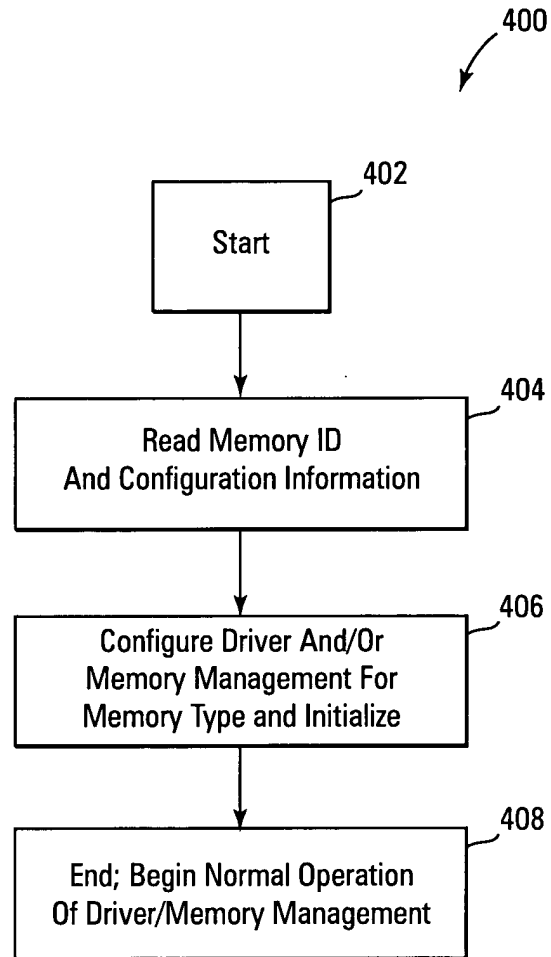 400
402
Start
404
Read Memory ID
And Configuration Information
406
Configure Driver And/Or
Memory Management For
Memory Type and Initialize
408
End; Begin Normal Operation
Of Driver/Memory Management